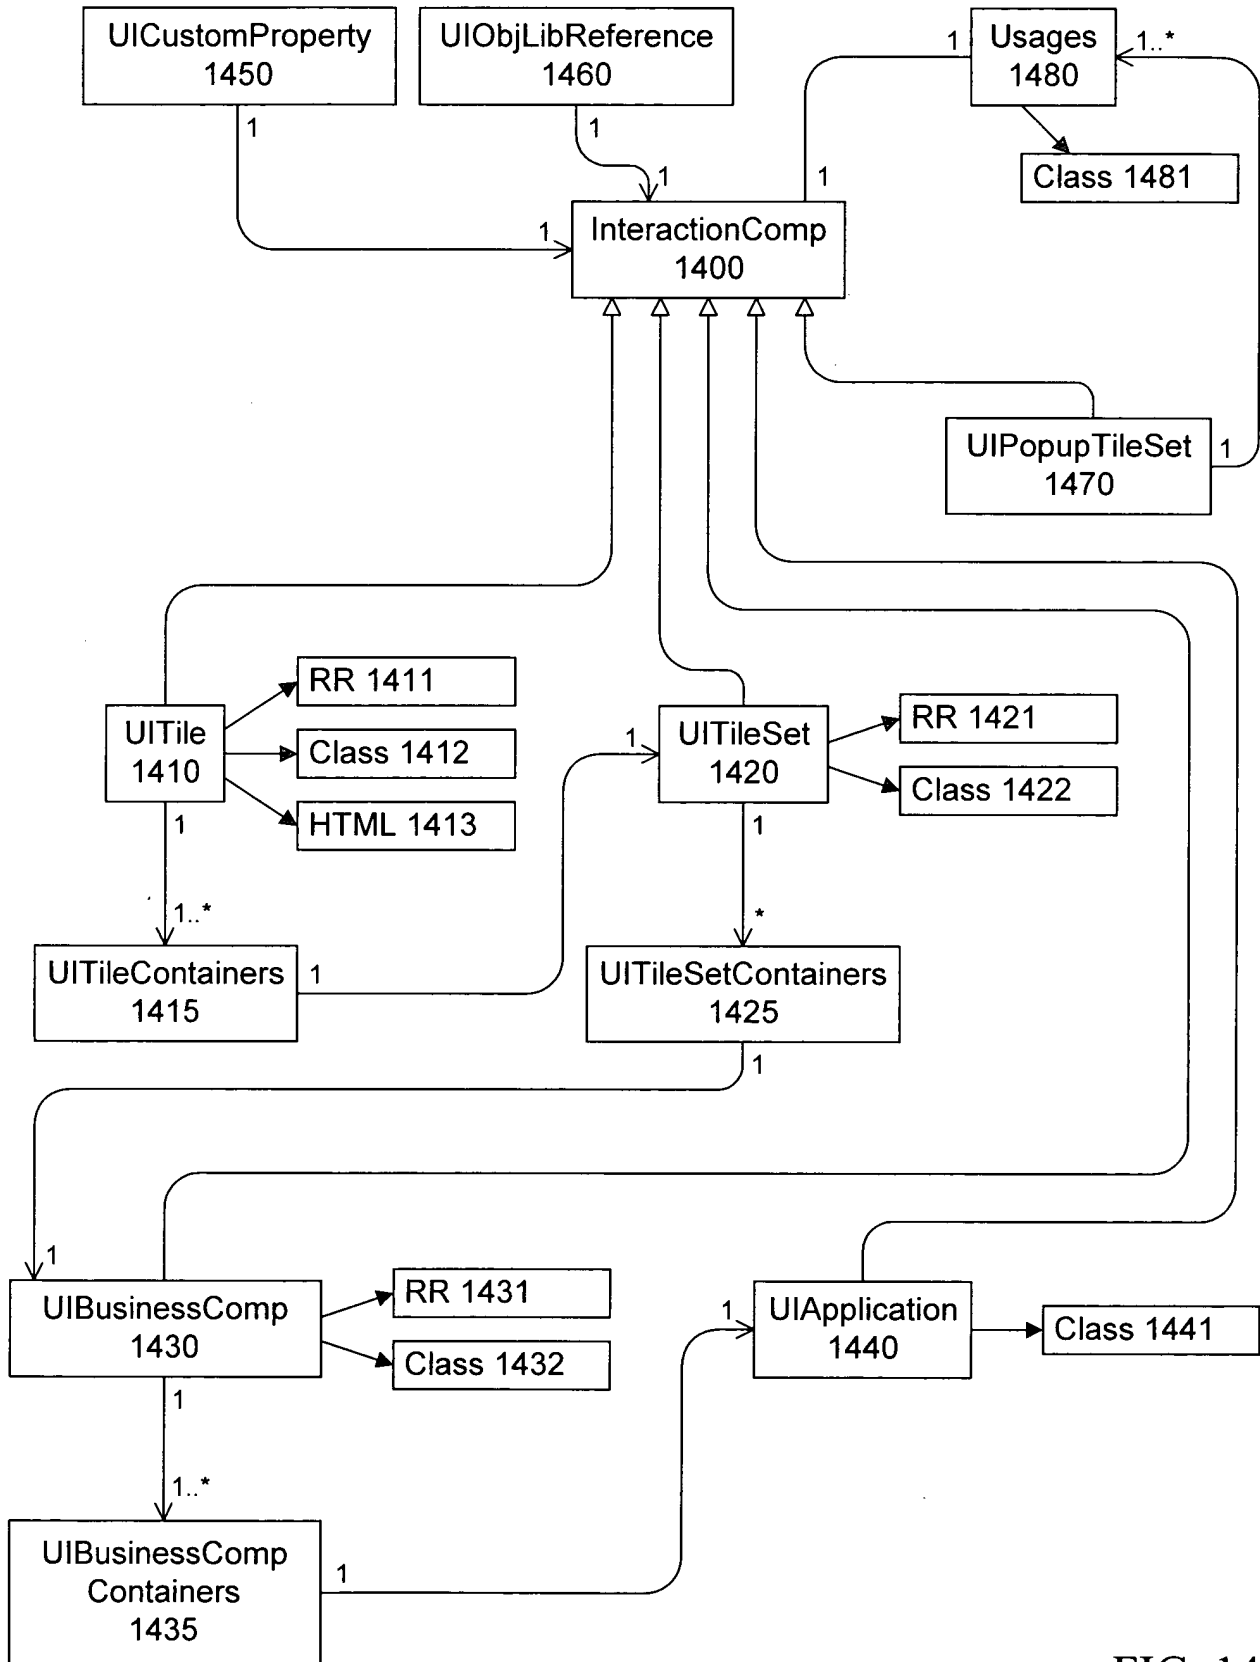 UICustomProperty
1450
UIObjLibReference
1460
Usages
1480
1
1..*
1
1
Class 1481
1
1
InteractionComp
1400
1
UIPopupTileSet
1470
1
RR 1411
UITile
1410
Class 1412
HTML 1413
1
1..*
UITileContainers
1415
1
1
UITileSet
1420
RR 1421
Class 1422
1
*
UITileSetContainers
1425
1
1
UIBusinessComp
1430
RR 1431
Class 1432
1
1..*
UIBusinessComp
Containers
1435
1
1
UIApplication
1440
Class 1441
FIG. 14